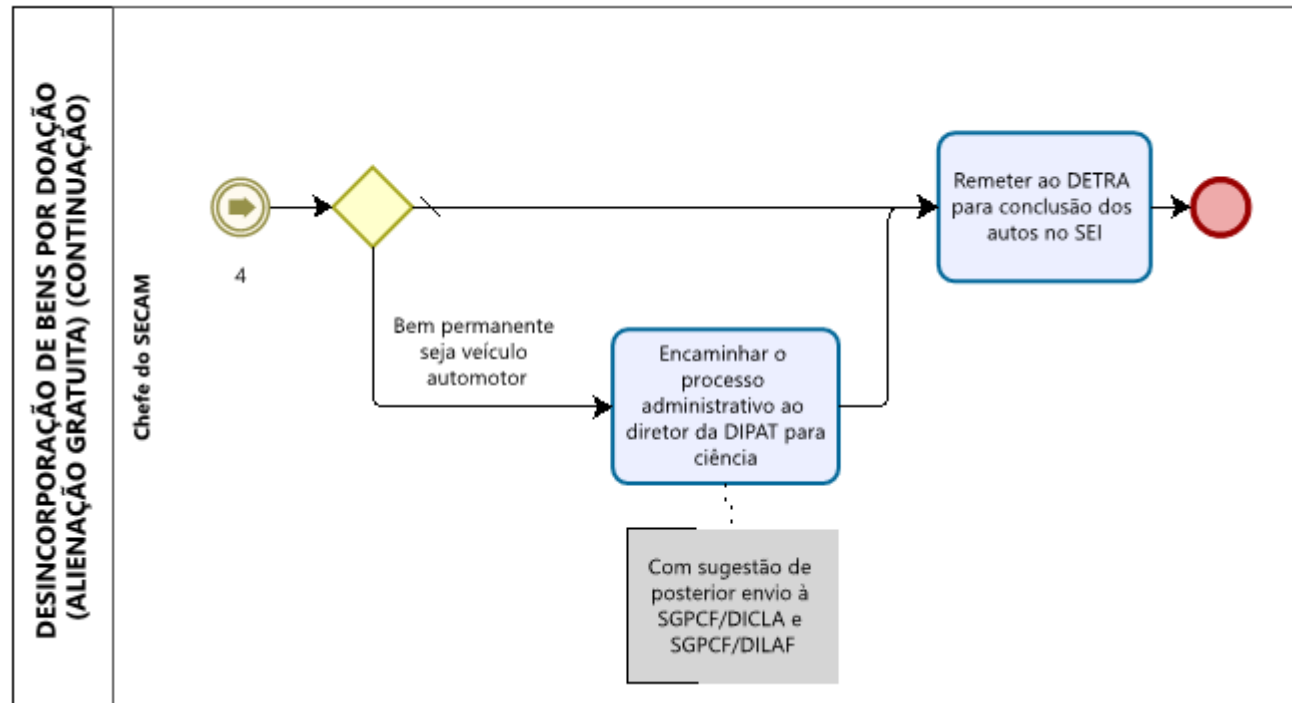 DESINCORPORAÇÃO DE BENS POR DOAÇÃO
(ALIENAÇÃO GRATUITA) (CONTINUAÇÃO)
Chefe do SECAM
4
Bem permanente
seja veículo
automotor
Encaminhar o
processo
administrativo ao
diretor da DIPAT para
ciência
Com sugestão de
posterior envio à
SGPCF/DICLA e
SGPCF/DILAF
Remeter ao DETRA
para conclusão dos
autos no SEI